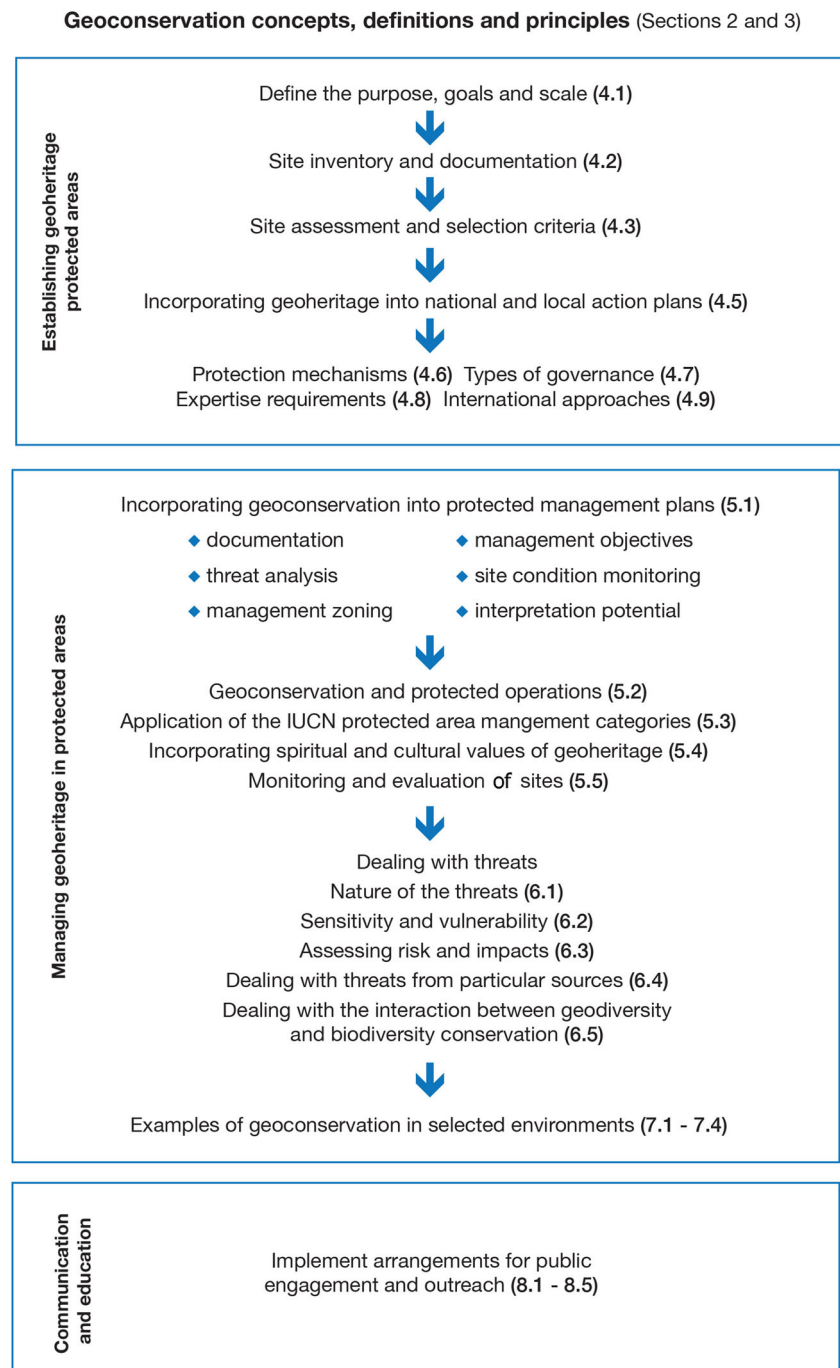 Geoconservation concepts, definitions and principles (Sections 2 and 3)
Establishing geoheritage
protected areas
Define the purpose, goals and scale (4.1)
Site inventory and documentation (4.2)
Site assessment and selection criteria (4.3)
Incorporating geoheritage into national and local action plans (4.5)
Protection mechanisms (4.6) Types of governance (4.7)
Expertise requirements (4.8) International approaches (4.9)
Managing geoheritage in protected areas
Incorporating geoconservation into protected management plans (5.1)
documentation
management objectives
threat analysis
site condition monitoring
management zoning
interpretation potential
Geoconservation and protected operations (5.2)
Application of the IUCN protected area mangement categories (5.3)
Incorporating spiritual and cultural values of geoheritage (5.4)
Monitoring and evaluation of sites (5.5)
Dealing with threats
Nature of the threats (6.1)
Sensitivity and vulnerability (6.2)
Assessing risk and impacts (6.3)
Dealing with threats from particular sources (6.4)
Dealing with the interaction between geodiversity
and biodiversity conservation (6.5)
Examples of geoconservation in selected environments (7.1 - 7.4)
Communication
and education
Implement arrangements for public
engagement and outreach (8.1 - 8.5)